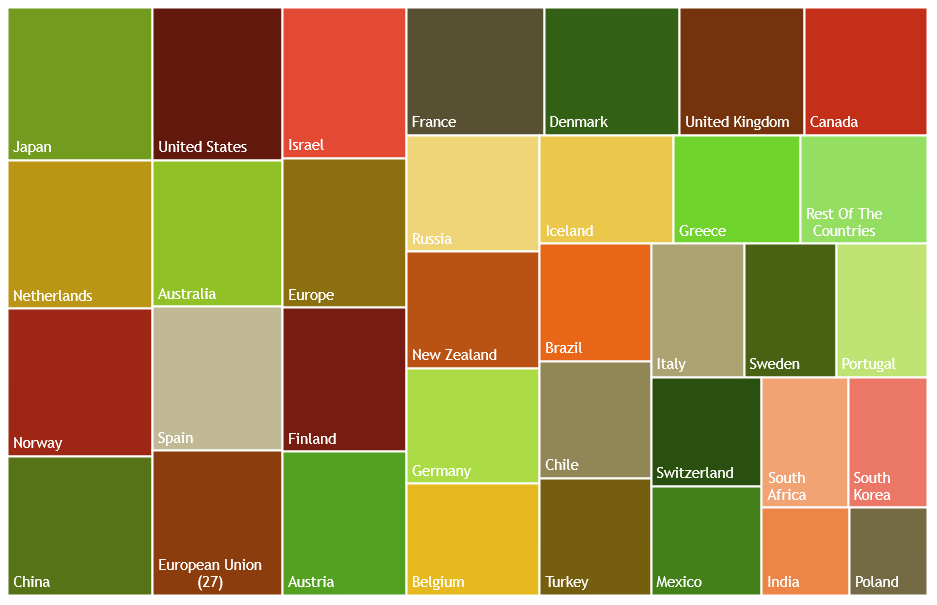 Japan
United States
Israel
France
Denmark
United Kingdom
Canada
Russia
Iceland
Greece
Rest Of The
Countries
Netherlands
Australia
Europe
New Zealand
Brazil
Italy
Sweden
Portugal
Norway
Spain
Finland
Germany
Chile
Switzerland
South
Africa
South
Korea
China
European Union
(27)
Austria
Belgium
Turkey
Mexico
India
Poland